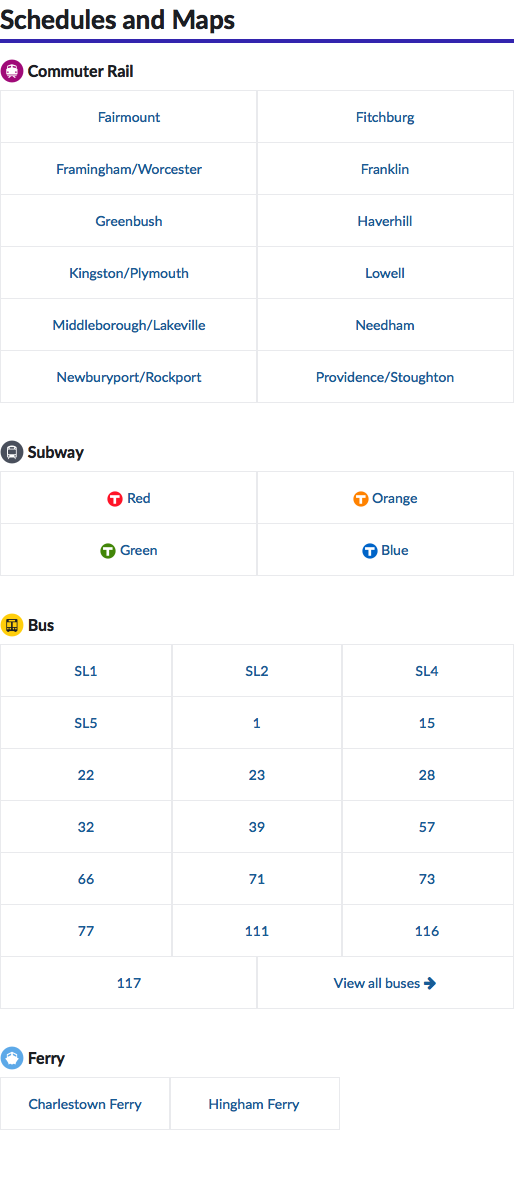 Schedules and Maps
Commuter Rail
Fairmount Fitchburg
Framingham/Worcester Franklin
Greenbush Haverhill
Kingston/Plymouth Lowell
Middleborough/Lakeville Needham
Newburyport/Rockport Providence/Stoughton
Subway
T Red T Orange
T Green T Blue
Bus
SL1 SL2 SL4
SL5 1 15
22 23 28
32 39 57
66 71 73
77 111 116
117 View all buses
Ferry
Charlestown Ferry Hingham Ferry